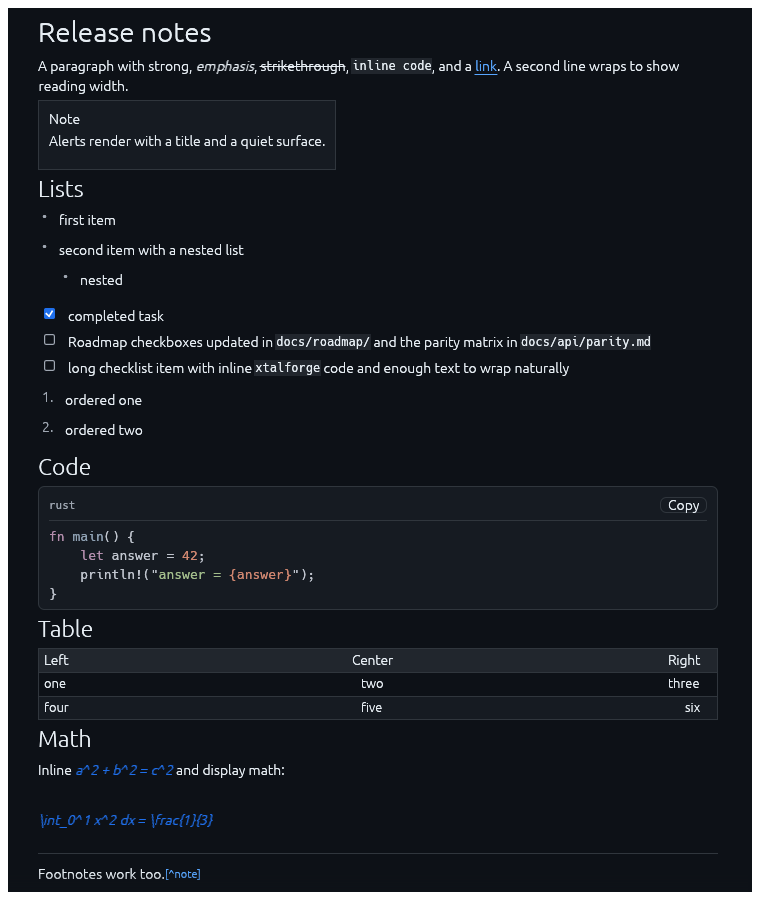 Release notes
A paragraph with strong, emphasis, strikethrough, inline code, and a link. A second line wraps to show
reading width.
Note
Alerts render with a title and a quiet surface.
Lists
first item
second item with a nested list
nested
completed task
Roadmap checkboxes updated in docs/roadmap/ and the parity matrix in docs/api/parity.md
long checklist item with inline xtalforge code and enough text to wrap naturally
1. ordered one
2. ordered two
Code
rust Copy
fn main() {
    let answer = 42;
    println!("answer = {answer}");
}
Table
Left Center Right
one two three
four five six
Math
Inline a^2 + b^2 = c^2 and display math:
\int_0^1 x^2 dx = \frac{1}{3}
Footnotes work too.[^note]